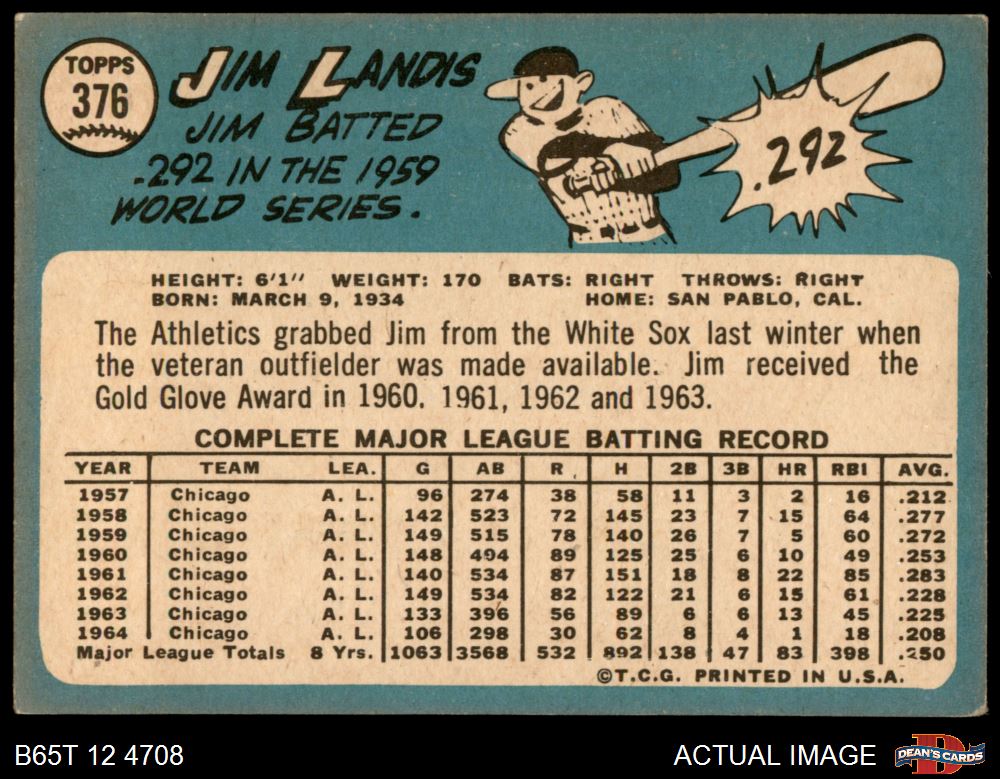 TOPPS
376
JIM LANDIS
JIM BATTED
.292 IN THE 1959
WORLD SERIES.
.292
HEIGHT: 6'1" WEIGHT: 170 BATS: RIGHT THROWS: RIGHT
BORN: MARCH 9, 1934 HOME: SAN PABLO, CAL.
The Athletics grabbed Jim from the White Sox last winter when
the veteran outfielder was made available. Jim received the
Gold Glove Award in 1960. 1961, 1962 and 1963.
COMPLETE MAJOR LEAGUE BATTING RECORD
YEAR TEAM LEA. G AB R H 2B 3B HR RBI AVG.
1957 Chicago A. L. 96 274 38 58 11 3 2 16 .212
1958 Chicago A. L. 142 523 72 145 23 7 15 64 .277
1959 Chicago A. L. 149 515 78 140 26 7 5 60 .272
1960 Chicago A. L. 148 494 89 125 25 6 10 49 .253
1961 Chicago A. L. 140 534 87 151 18 8 22 85 .283
1962 Chicago A. L. 149 534 82 122 21 6 15 61 .228
1963 Chicago A. L. 133 396 56 89 6 6 13 45 .225
1964 Chicago A. L. 106 298 30 62 8 4 1 18 .208
Major League Totals 8 Yrs. 1063 3568 532 892 138 47 83 398 .250
©T.C.G. PRINTED IN U.S.A.
B65T 12 4708 ACTUAL IMAGE
DEAN'S CARDS